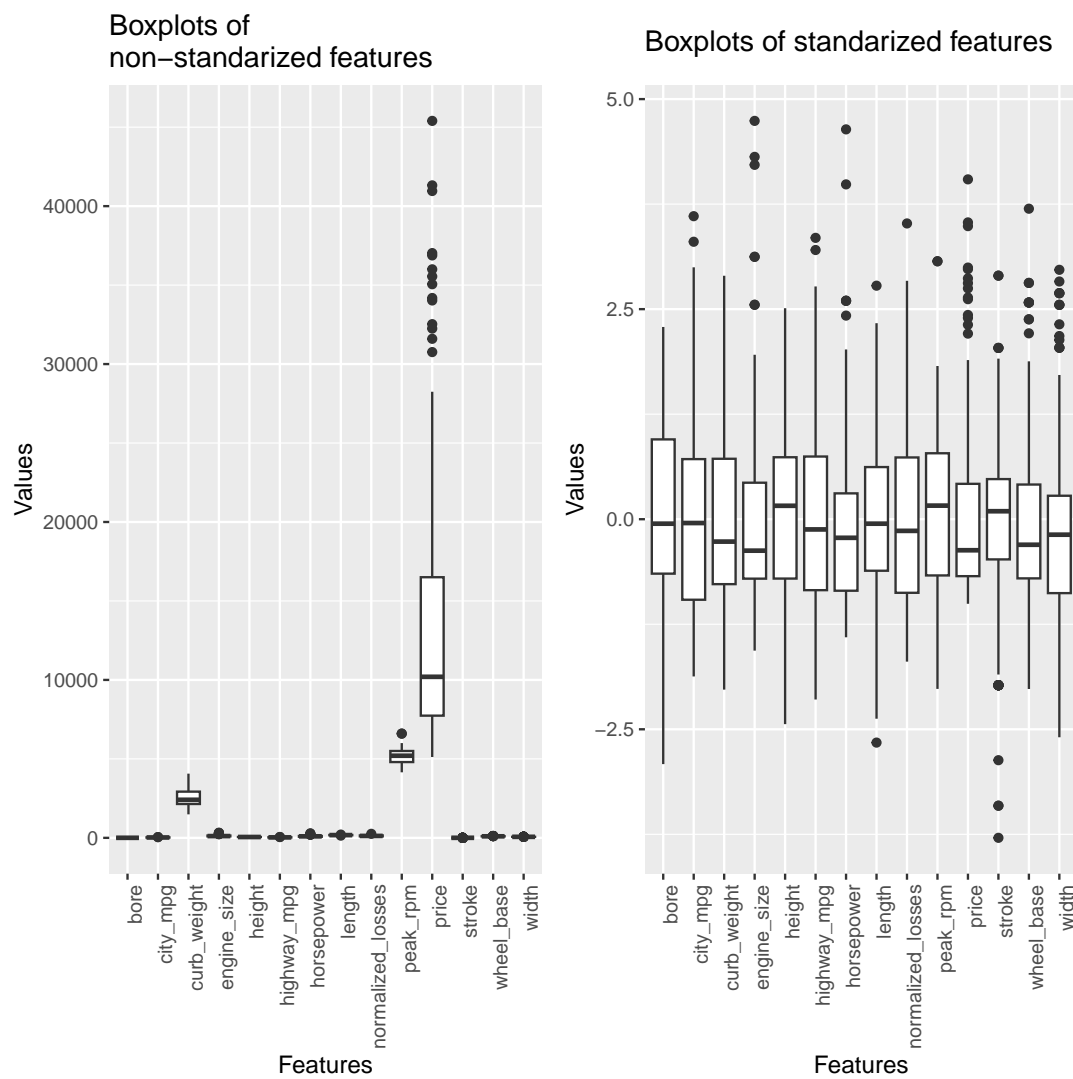 Boxplots of
non−standarized features
Values
40000
30000
20000
10000
0
bore
city_mpg
curb_weight
engine_size
height
highway_mpg
horsepower
length
normalized_losses
peak_rpm
price
stroke
wheel_base
width
Features
Boxplots of standarized features
Values
5.0
2.5
0.0
−2.5
bore
city_mpg
curb_weight
engine_size
height
highway_mpg
horsepower
length
normalized_losses
peak_rpm
price
stroke
wheel_base
width
Features